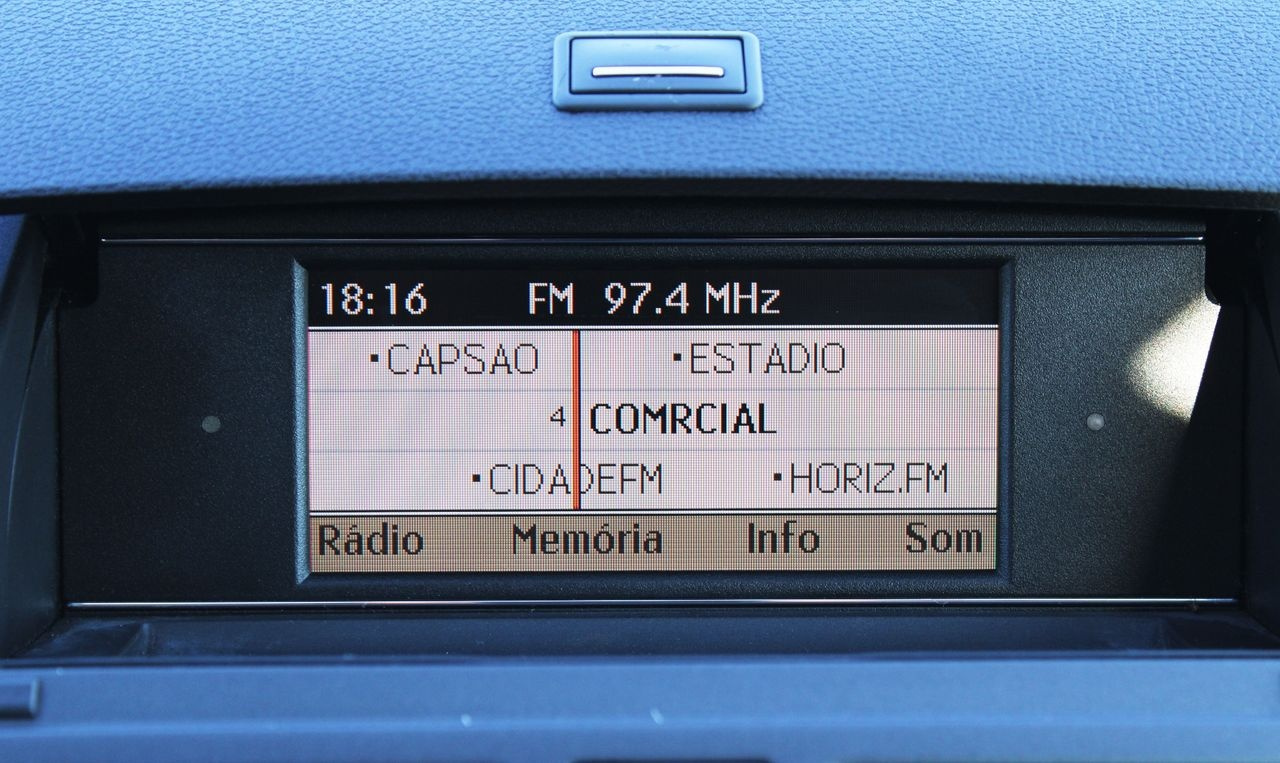 18:16 FM 97.4 MHz
·CAPSAO ·ESTADIO
4 COMRCIAL
·CIDADEFM ·HORIZ.FM
Rádio Memória Info Som